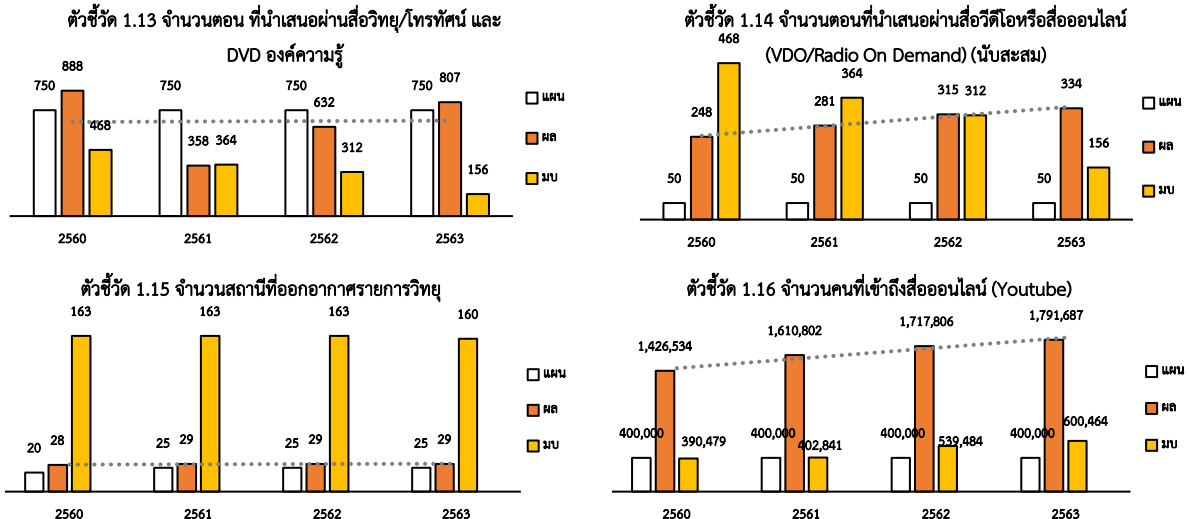 ตัวชี้วัด 1.13 จำนวนตอน ที่นำเสนอผ่านสื่อวิทยุ/โทรทัศน์ และ
DVD องค์ความรู้
750 888 468
750 358 364
750 632 312
750 807 156
2560 2561 2562 2563
แผน
ผล
มบ
ตัวชี้วัด 1.14 จำนวนตอนที่นำเสนอผ่านสื่อวีดีโอหรือสื่อออนไลน์
(VDO/Radio On Demand) (นับสะสม)
50 248 468
50 281 364
50 315 312
50 334 156
2560 2561 2562 2563
แผน
ผล
มบ
ตัวชี้วัด 1.15 จำนวนสถานีที่ออกอากาศรายการวิทยุ
20 28 163
25 29 163
25 29 163
25 29 160
2560 2561 2562 2563
แผน
ผล
มบ
ตัวชี้วัด 1.16 จำนวนคนที่เข้าถึงสื่อออนไลน์ (Youtube)
400,000 1,426,534 390,479
400,000 1,610,802 402,841
400,000 1,717,806 539,484
400,000 1,791,687 600,464
2560 2561 2562 2563
แผน
ผล
มบ